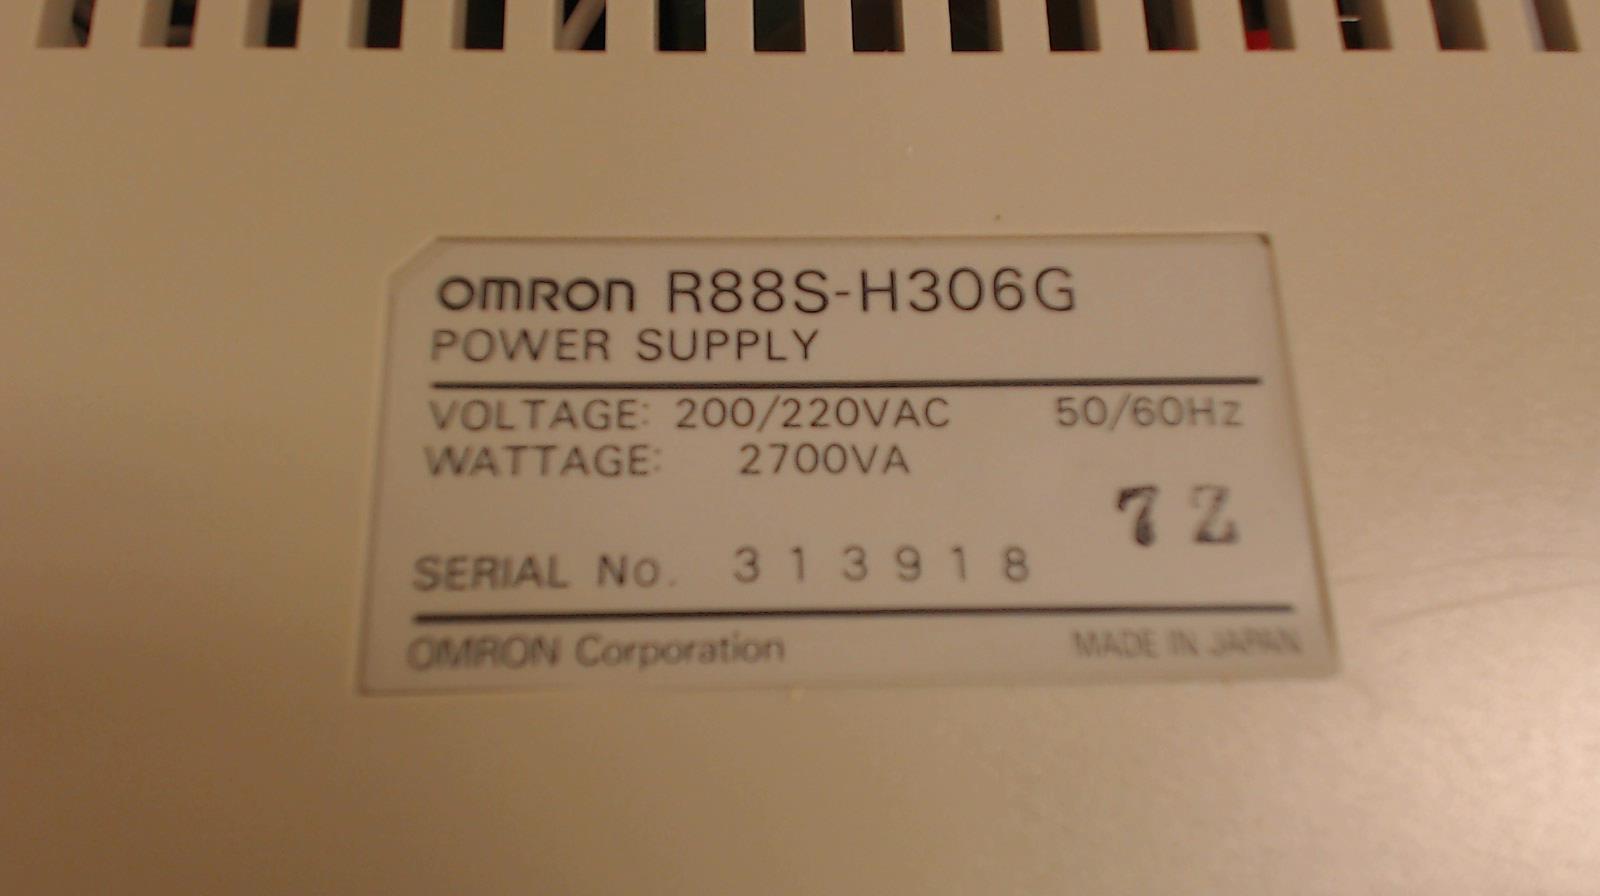 OMRON R88S-H306G
POWER SUPPLY
VOLTAGE: 200/220VAC 50/60Hz
WATTAGE: 2700VA
7 Z
SERIAL No. 313918
OMRON Corporation MADE IN JAPAN